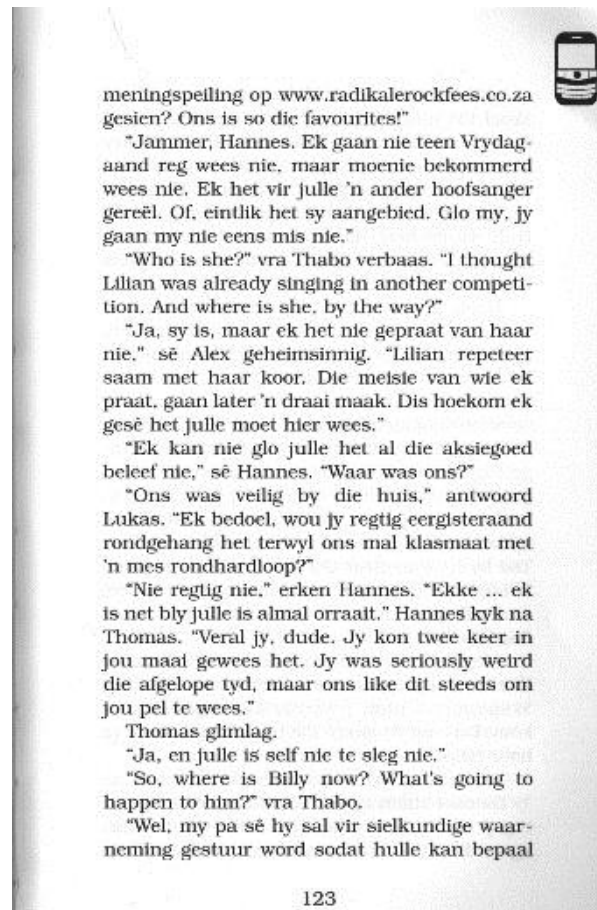 meningspeiling op www.radikalerockfees.co.za
gesien? Ons is so die favourites!”
“Jammer, Hannes. Ek gaan nie teen Vrydag-
aand reg wees nie, maar moenie bekommerd
wees nie. Ek het vir julle ’n ander hoofsanger
gereël. Of, eintlik het sy aangebied. Glo my, jy
gaan my nie eens mis nie.”
“Who is she?” vra Thabo verbaas. “I thought
Lilian was already singing in another competi-
tion. And where is she, by the way?”
“Ja, sy is, maar ek het nie gepraat van haar
nie,” sê Alex geheimsinnig. “Lilian repeteer
saam met haar koor. Die meisie van wie ek
praat, gaan later ’n draai maak. Dis hoekom ek
gesê het julle moet hier wees.”
“Ek kan nie glo julle het al die aksiegoed
beleef nie,” sê Hannes. “Waar was ons?”
“Ons was veilig by die huis,” antwoord
Lukas. “Ek bedoel, wou jy regtig eergisteraand
rondgehang het terwyl ons mal klasmaat met
’n mes rondhardloop?”
“Nie regtig nie,” erken Hannes. “Ekke ... ek
is net bly julle is almal orraait.” Hannes kyk na
Thomas. “Veral jy, dude. Jy kon twee keer in
jou maai gewees het. Jy was seriously weird
die afgelope tyd, maar ons like dit steeds om
jou pel te wees.”
Thomas glimlag.
“Ja, en julle is self nie te sleg nie.”
“So, where is Billy now? What’s going to
happen to him?” vra Thabo.
“Wel, my pa sê hy sal vir sielkundige waar-
neming gestuur word sodat hulle kan bepaal
123